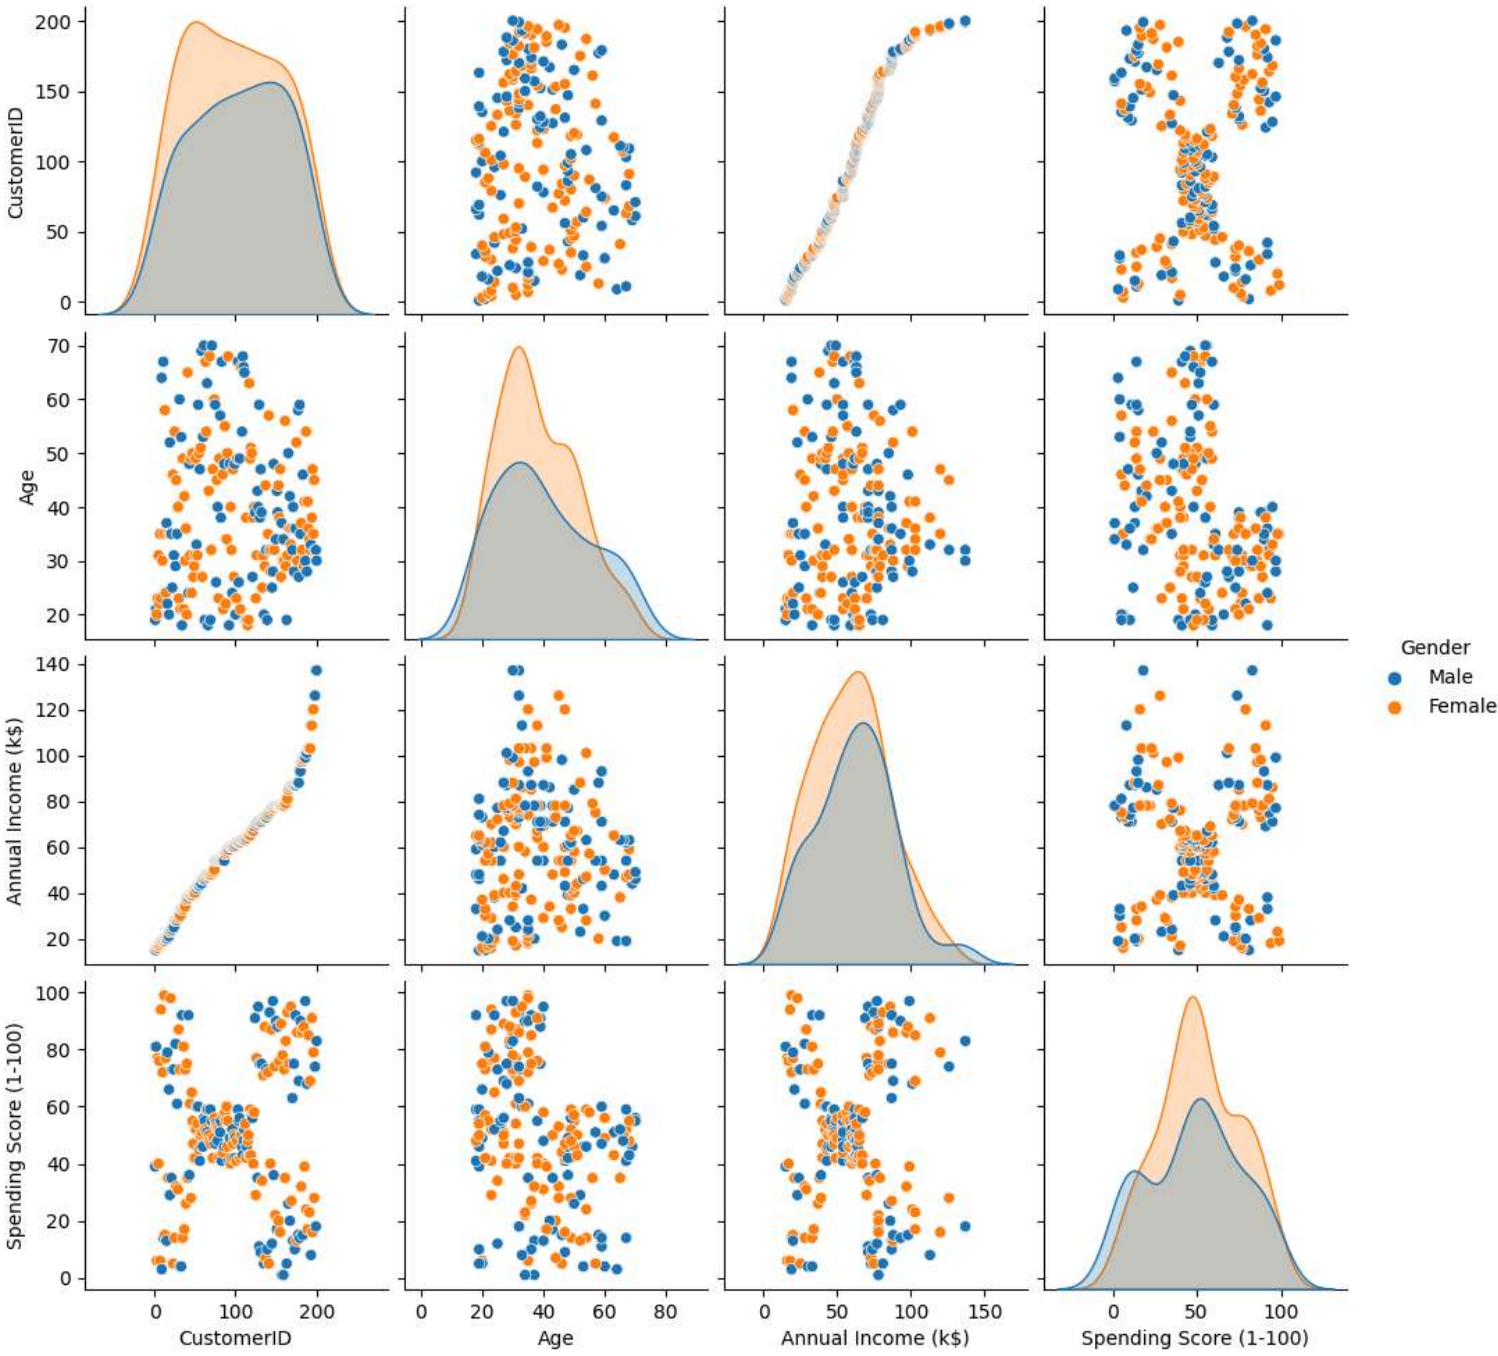 200
150
100
50
0
CustomerID
70
60
50
40
30
20
Age
Gender
Male
Female
140
120
100
80
60
40
20
Annual Income (k$)
100
80
60
40
20
0
Spending Score (1-100)
0 100 200 0 20 40 60 80 0 50 100 150 0 50 100
CustomerID Age Annual Income (k$) Spending Score (1-100)